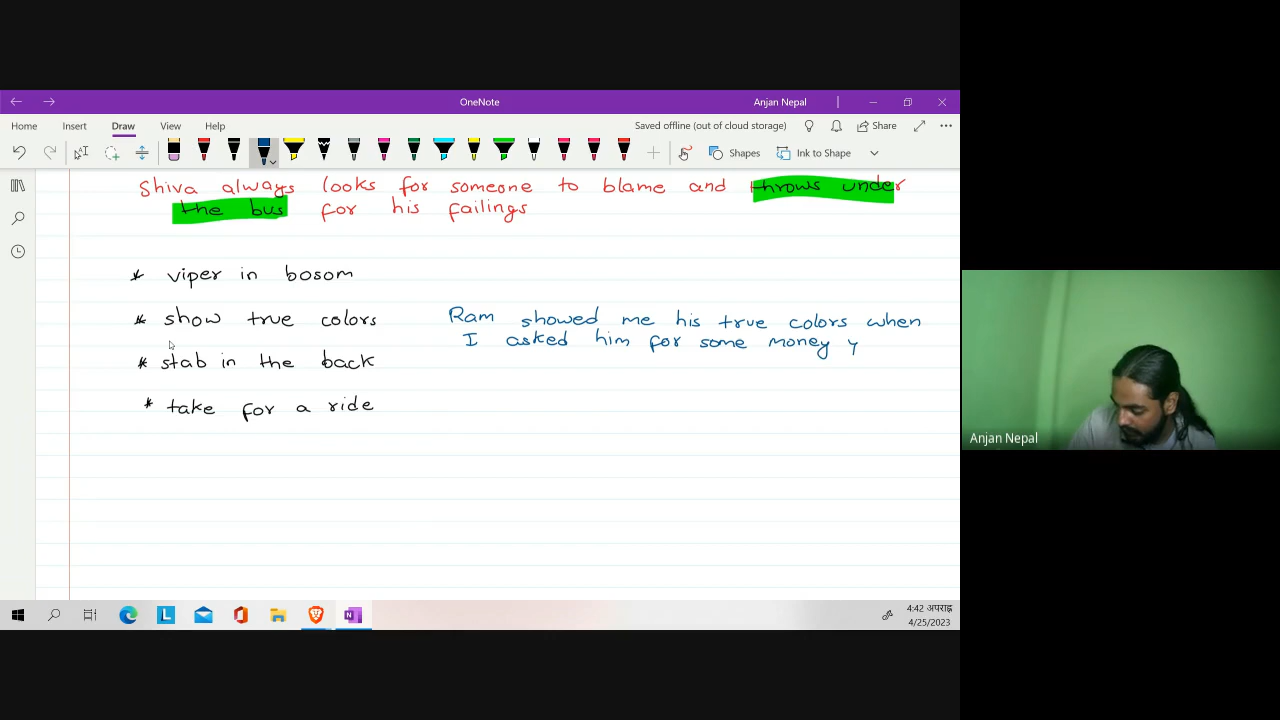 OneNote
Anjan Nepal
Home Insert Draw View Help
Saved offline (out of cloud storage)
Share
Shapes
Ink to Shape
Shiva always looks for someone to blame and throws under
the bus for his failings
* viper in bosom
* show true colors
Ram showed me his true colors when
I asked him for some money y
* stab in the back
* take for a ride
Anjan Nepal
4:42 अपराह्न
4/25/2023